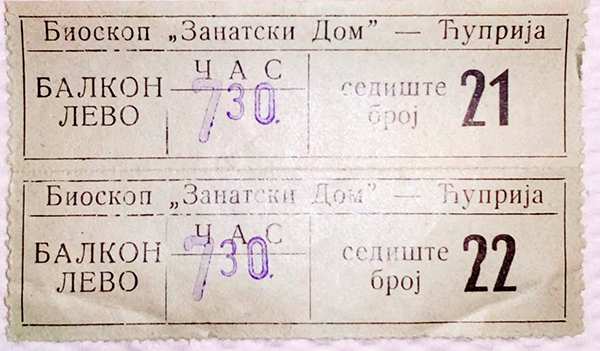 Биоскоп „Занатски Дом” — Ћуприја
БАЛКОН ЛЕВО
ЧАС
7 30.
седиште број 21
Биоскоп „Занатски Дом” — Ћуприја
БАЛКОН ЛЕВО
ЧАС
7 30.
седиште број 22